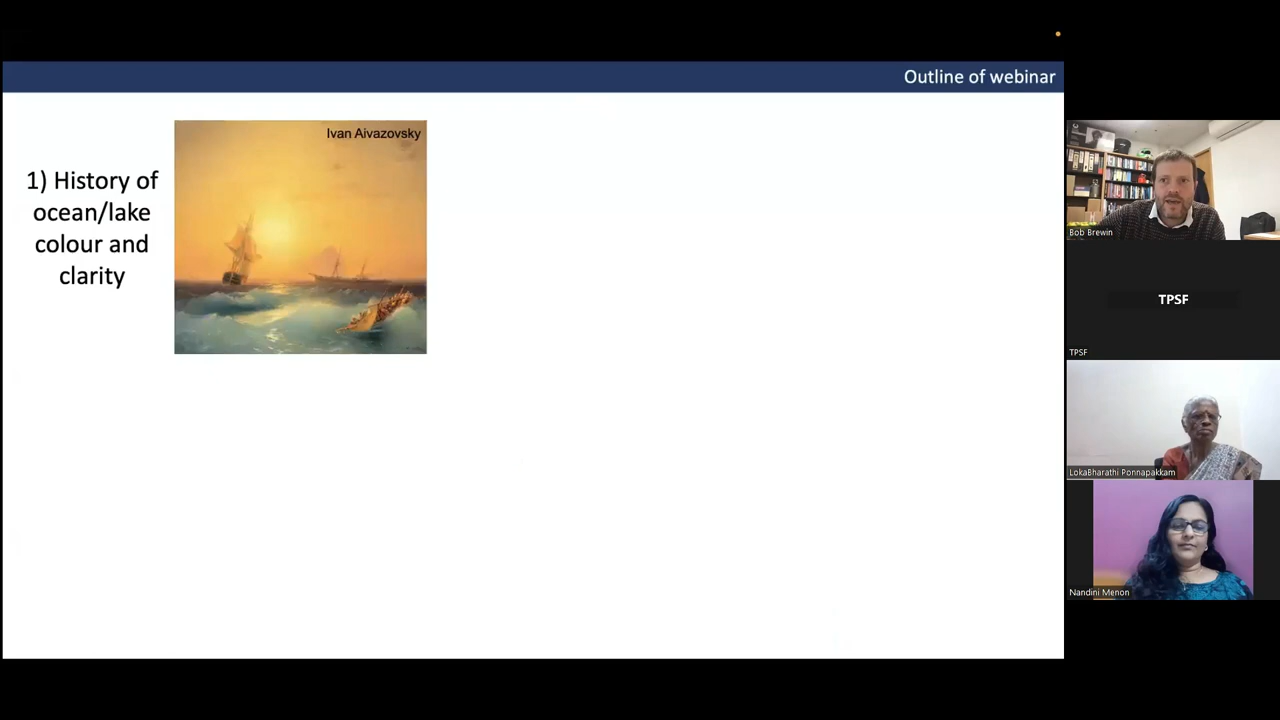 Outline of webinar
Ivan Aivazovsky
1) History of
ocean/lake
colour and
clarity
Bob Brewin
TPSF
TPSF
LokaBharathi Ponnapakkam
Nandini Menon